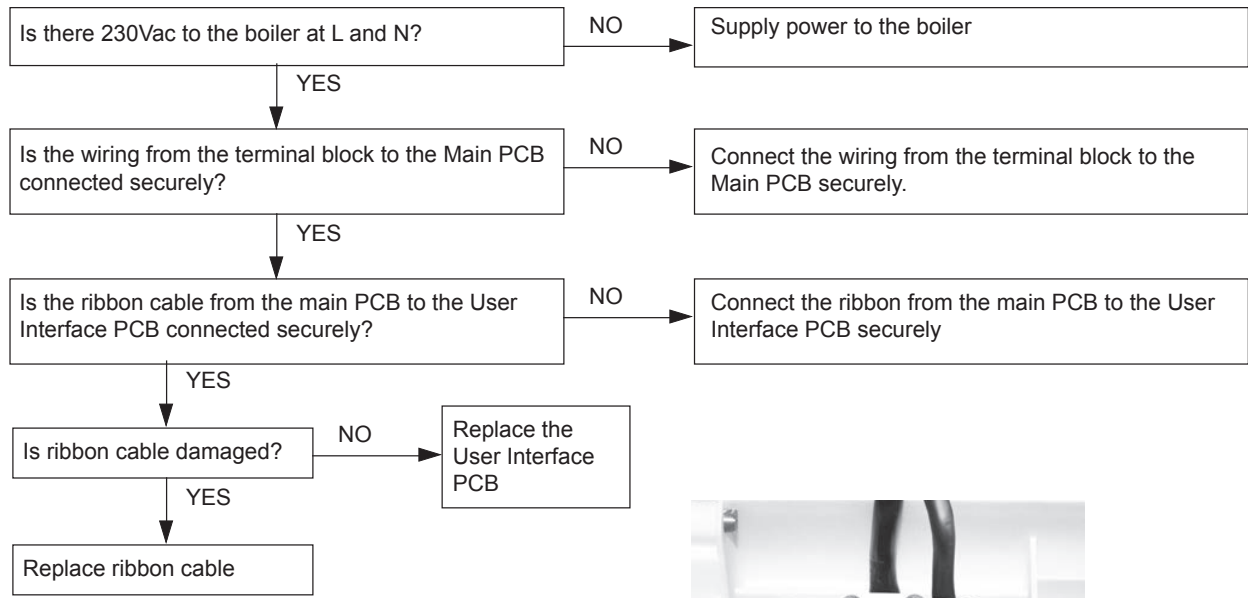 Is there 230Vac to the boiler at L and N?
NO
Supply power to the boiler
YES
Is the wiring from the terminal block to the Main PCB
connected securely?
NO
Connect the wiring from the terminal block to the
Main PCB securely.
YES
Is the ribbon cable from the main PCB to the User
Interface PCB connected securely?
NO
Connect the ribbon from the main PCB to the User
Interface PCB securely
YES
Is ribbon cable damaged?
NO
Replace the
User Interface
PCB
YES
Replace ribbon cable